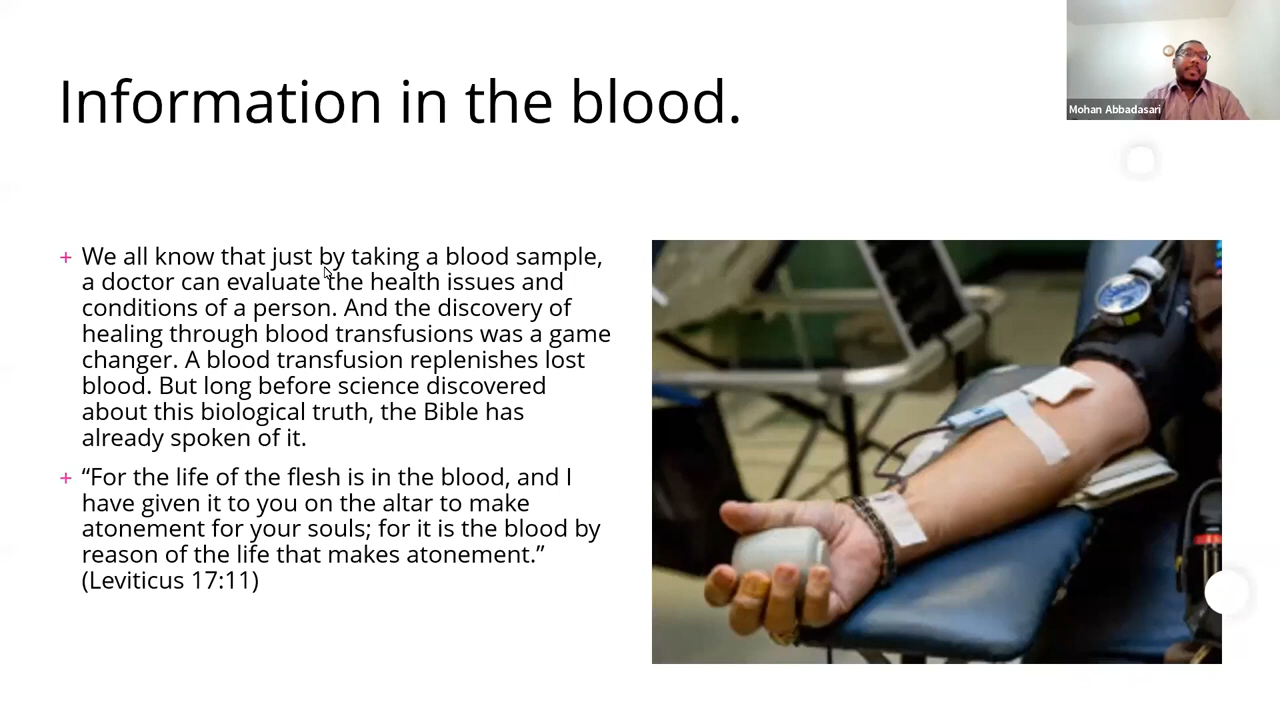 Information in the blood.
Mohan Abbadasari
+ We all know that just by taking a blood sample,
a doctor can evaluate the health issues and
conditions of a person. And the discovery of
healing through blood transfusions was a game
changer. A blood transfusion replenishes lost
blood. But long before science discovered
about this biological truth, the Bible has
already spoken of it.
+ “For the life of the flesh is in the blood, and I
have given it to you on the altar to make
atonement for your souls; for it is the blood by
reason of the life that makes atonement.”
(Leviticus 17:11)